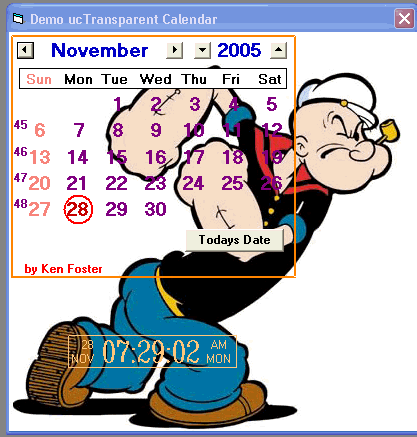 Demo ucTransparent Calendar
November 2005
Sun Mon Tue Wed Thu Fri Sat
1 2 3 4 5
45 6 7 8 9 10 11 12
46 13 14 15 16 17 18 19
47 20 21 22 23 24 25 26
48 27 28 29 30
Todays Date
by Ken Foster
28 NOV 07:29:02 AM MON